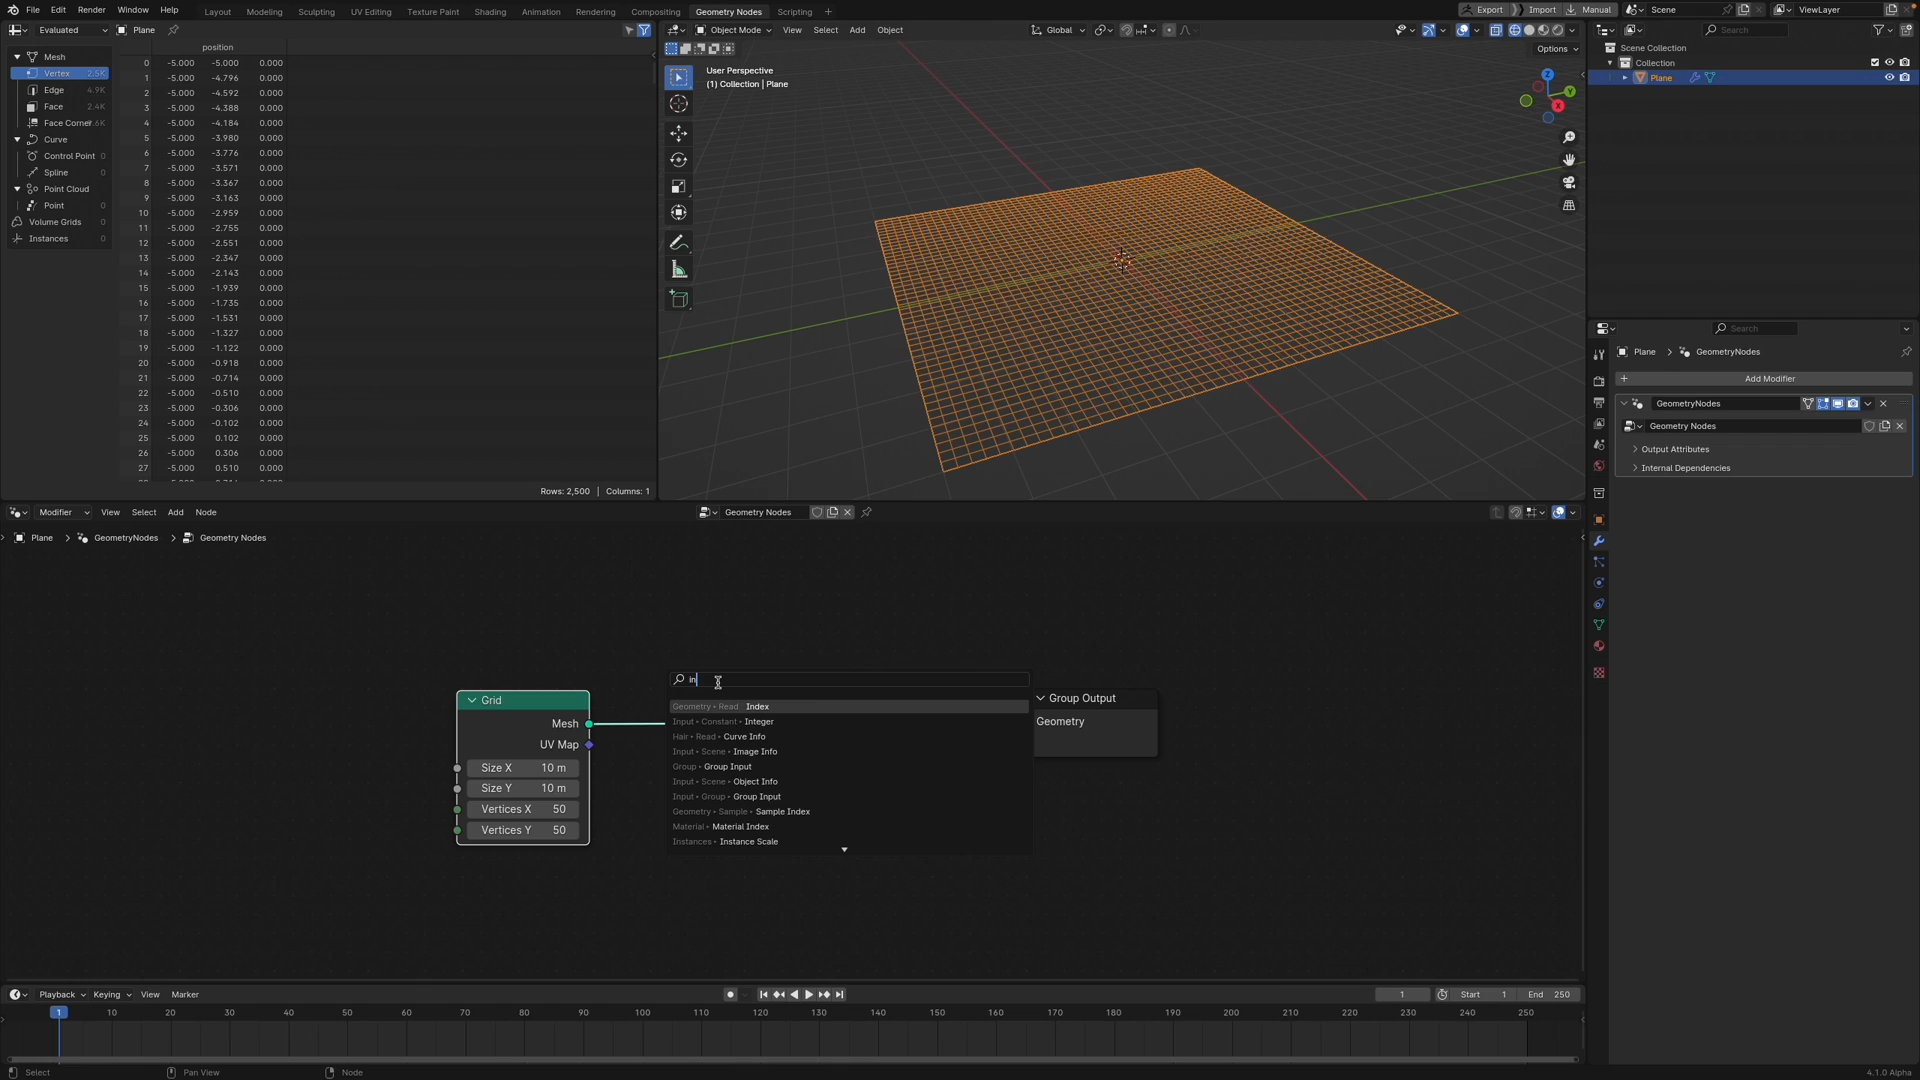 File Edit Render Window Help Layout Modeling Sculpting UV Editing Texture Paint Shading Animation Rendering Compositing Geometry Nodes Scripting + Export Import Manual Scene ViewLayer
Evaluated Plane
position
Mesh
Vertex 2.5K
Edge 4.9K
Face 2.4K
Face Corner
Curve
Control Point 0
Spline 0
Point Cloud
Point 0
Volume Grids 0
Instances 0
0 -5.000 -5.000 0.000
1 -5.000 -4.796 0.000
2 -5.000 -4.592 0.000
3 -5.000 -4.388 0.000
4 -5.000 -4.184 0.000
5 -5.000 -3.980 0.000
6 -5.000 -3.776 0.000
7 -5.000 -3.571 0.000
8 -5.000 -3.367 0.000
9 -5.000 -3.163 0.000
10 -5.000 -2.959 0.000
11 -5.000 -2.755 0.000
12 -5.000 -2.551 0.000
13 -5.000 -2.347 0.000
14 -5.000 -2.143 0.000
15 -5.000 -1.939 0.000
16 -5.000 -1.735 0.000
17 -5.000 -1.531 0.000
18 -5.000 -1.327 0.000
19 -5.000 -1.122 0.000
20 -5.000 -0.918 0.000
21 -5.000 -0.714 0.000
22 -5.000 -0.510 0.000
23 -5.000 -0.306 0.000
24 -5.000 -0.102 0.000
25 -5.000 0.102 0.000
26 -5.000 0.306 0.000
27 -5.000 0.510 0.000
Rows: 2,500 | Columns: 1
Object Mode View Select Add Object Global
Options
User Perspective
(1) Collection | Plane
Z
Y
X
Search
Scene Collection
Collection
Plane
Search
Plane > GeometryNodes
+ Add Modifier
GeometryNodes
Geometry Nodes
Output Attributes
Internal Dependencies
Modifier View Select Add Node Geometry Nodes
Plane > GeometryNodes > Geometry Nodes
Grid
Mesh
UV Map
Size X 10 m
Size Y 10 m
Vertices X 50
Vertices Y 50
in
Geometry ▸ Read ▸ Index
Input ▸ Constant ▸ Integer
Hair ▸ Read ▸ Curve Info
Input ▸ Scene ▸ Image Info
Group ▸ Group Input
Input ▸ Scene ▸ Object Info
Input ▸ Group ▸ Group Input
Geometry ▸ Sample ▸ Sample Index
Material ▸ Material Index
Instances ▸ Instance Scale
Group Output
Geometry
Playback Keying View Marker 1 Start 1 End 250
1 10 20 30 40 50 60 70 80 90 100 110 120 130 140 150 160 170 180 190 200 210 220 230 240 250
Select Pan View Node 4.1.0 Alpha